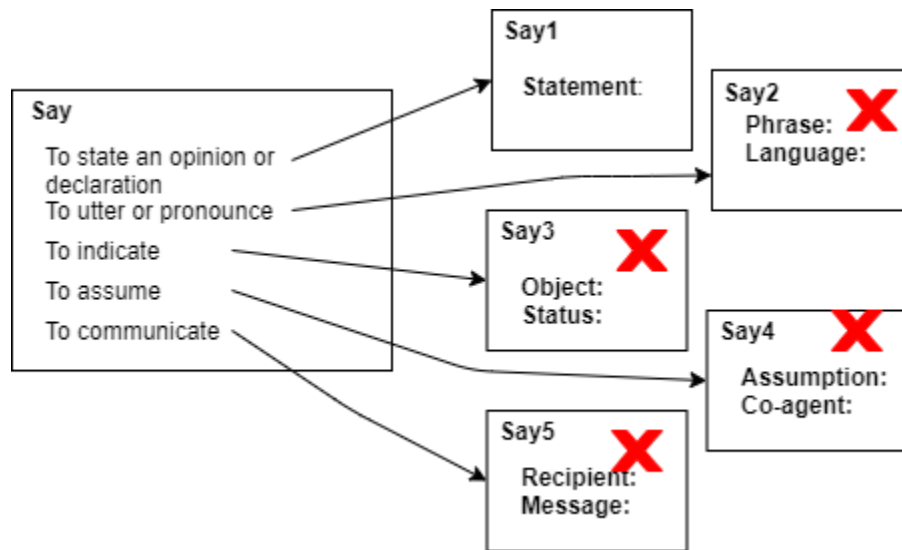 Say
To state an opinion or
declaration
To utter or pronounce
To indicate
To assume
To communicate
Say1
Statement:
Say2
Phrase:
Language:
Say3
Object:
Status:
Say4
Assumption:
Co-agent:
Say5
Recipient:
Message: